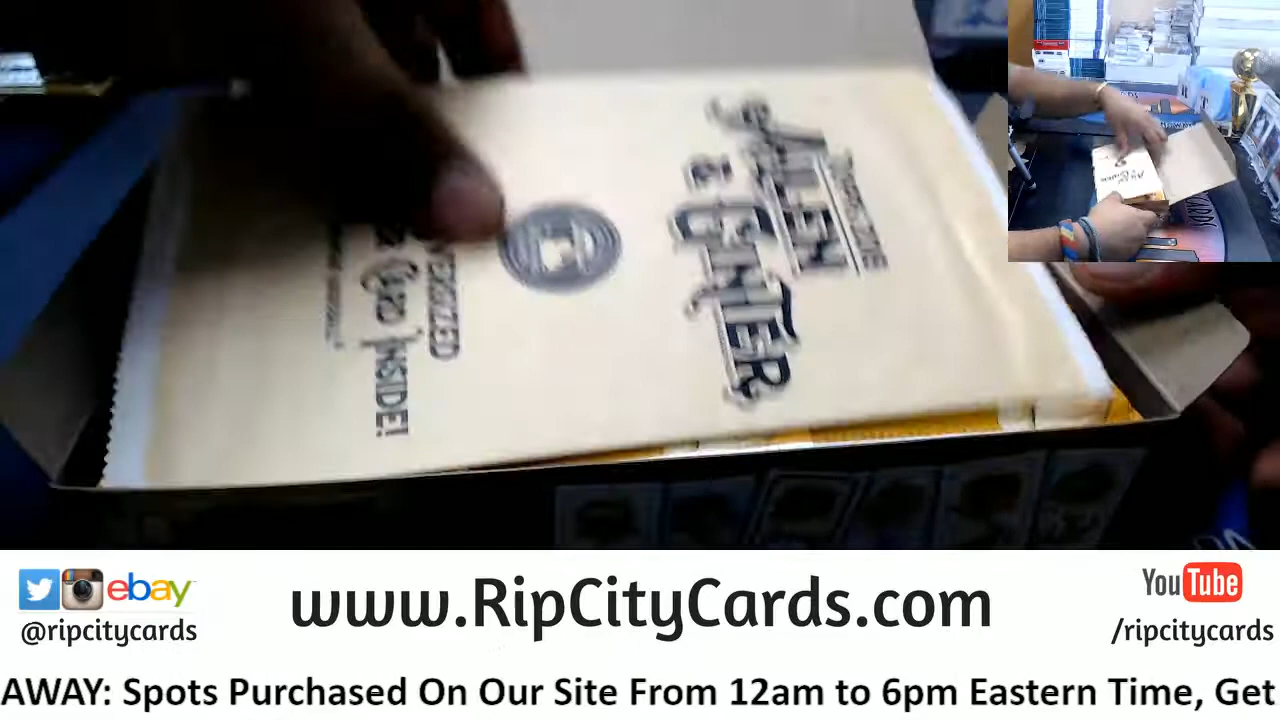 ALLEN
& GINTER
CARD INSIDE!
ebay
@ripcitycards
www.RipCityCards.com
YouTube
/ripcitycards
AWAY: Spots Purchased On Our Site From 12am to 6pm Eastern Time, Get